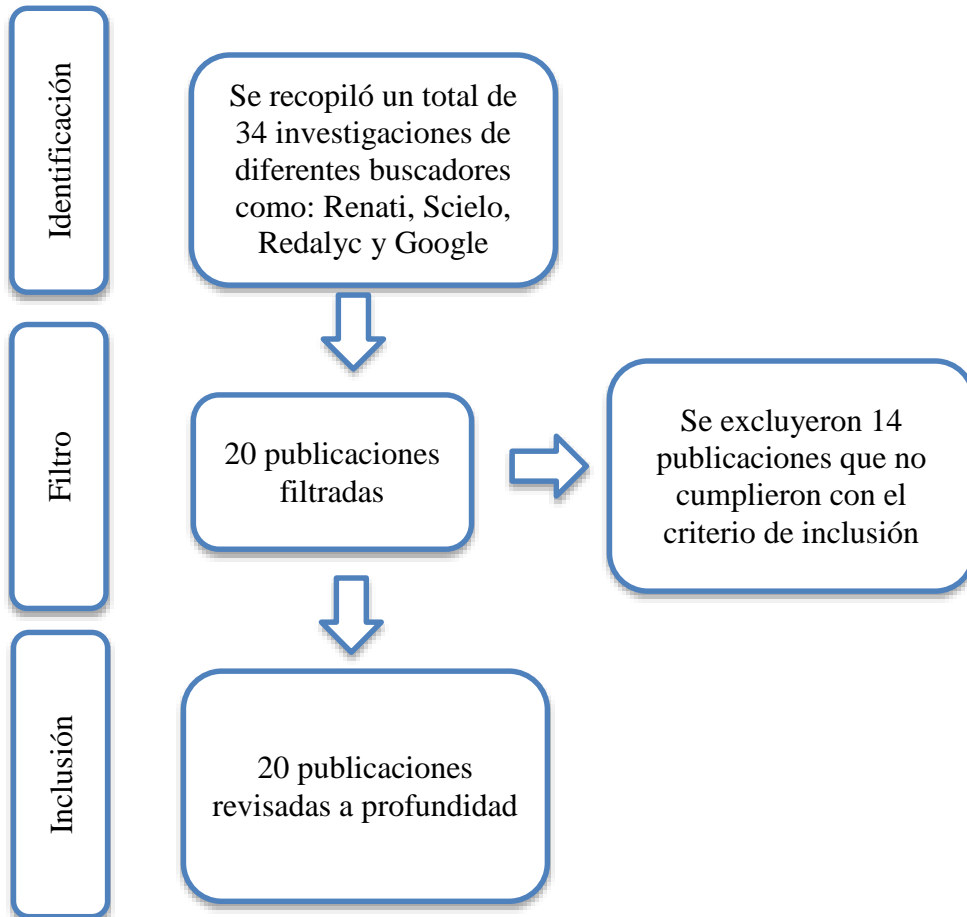 Identificación
Se recopiló un total de
34 investigaciones de
diferentes buscadores
como: Renati, Scielo,
Redalyc y Google
Filtro
20 publicaciones
filtradas
Se excluyeron 14
publicaciones que no
cumplieron con el
criterio de inclusión
Inclusión
20 publicaciones
revisadas a profundidad